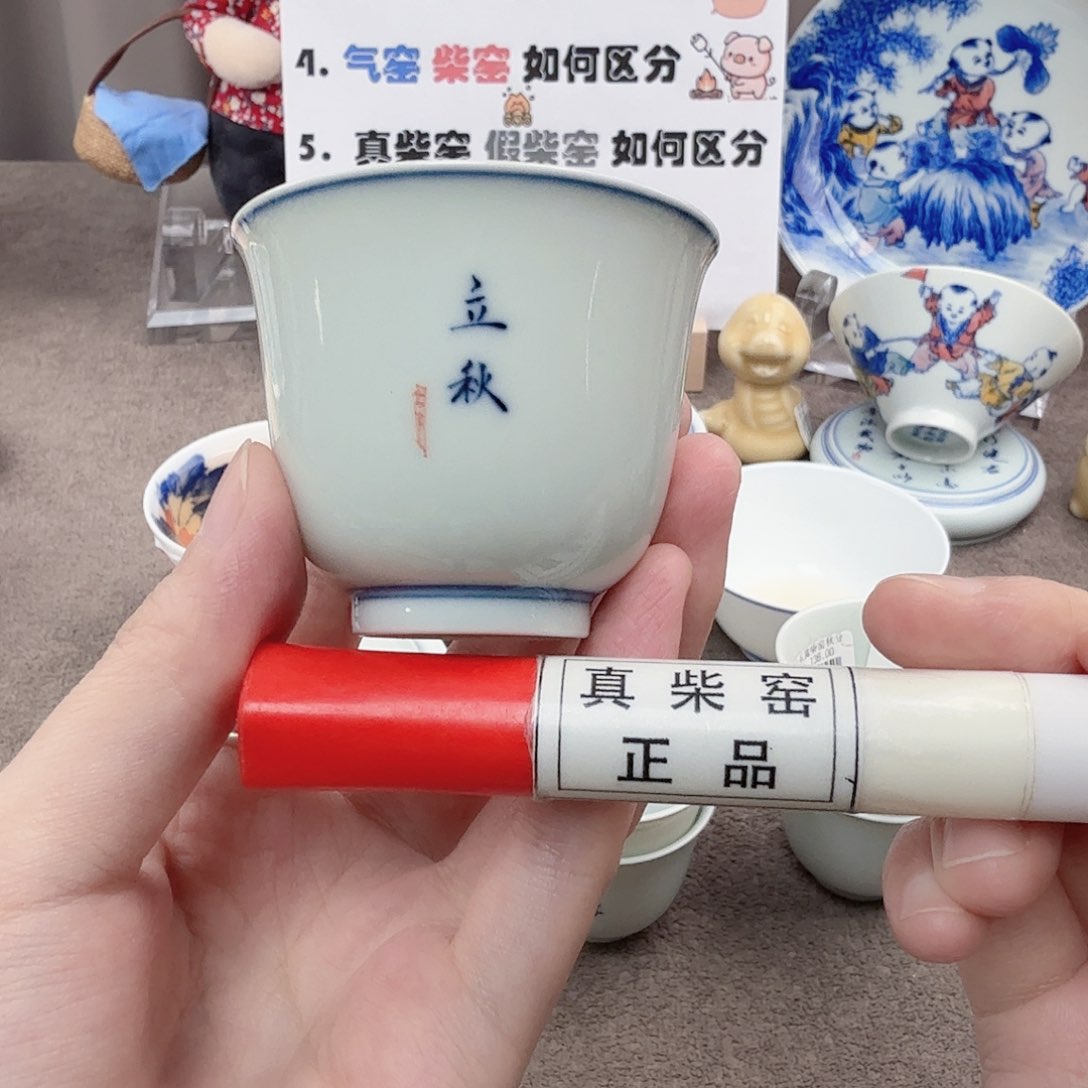 4. 气窑 柴窑 如何区分
5. 真柴窑 假柴窑 如何区分
立
秋
真柴窑
正品